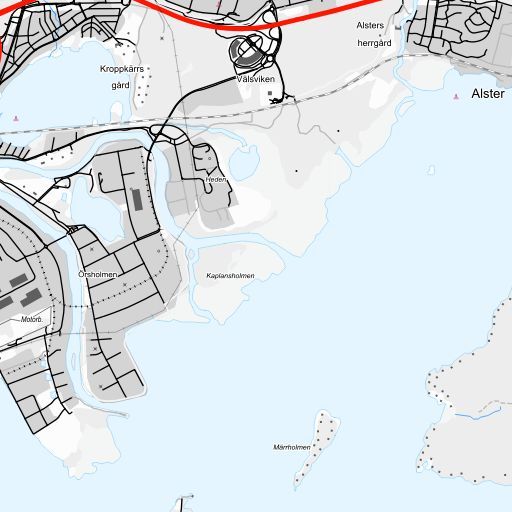 Alsters
herrgård
Kroppkärrs
gård
Välsviken
Alster
Heden
Örsholmen
Kaplansholmen
Motorb.
Märrholmen